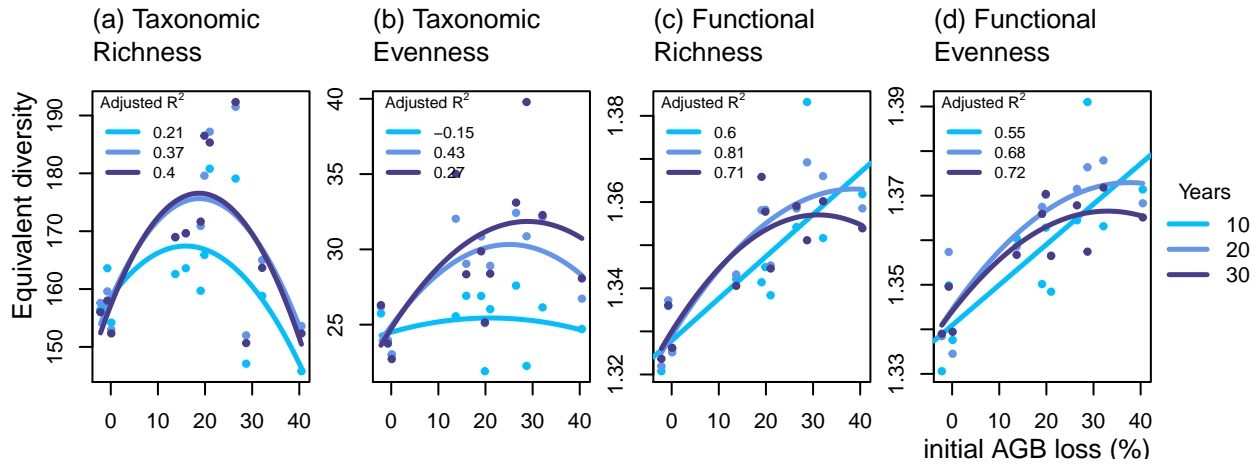 (a) Taxonomic
Richness
(b) Taxonomic
Evenness
(c) Functional
Richness
(d) Functional
Evenness
Equivalent diversity
Adjusted R²
0.21
0.37
0.4
150 160 170 180 190
0 10 20 30 40
Adjusted R²
−0.15
0.43
0.27
25 30 35 40
0 10 20 30 40
Adjusted R²
0.6
0.81
0.71
1.32 1.34 1.36 1.38
0 10 20 30 40
Adjusted R²
0.55
0.68
0.72
1.33 1.35 1.37 1.39
0 10 20 30 40
initial AGB loss (%)
Years
10
20
30